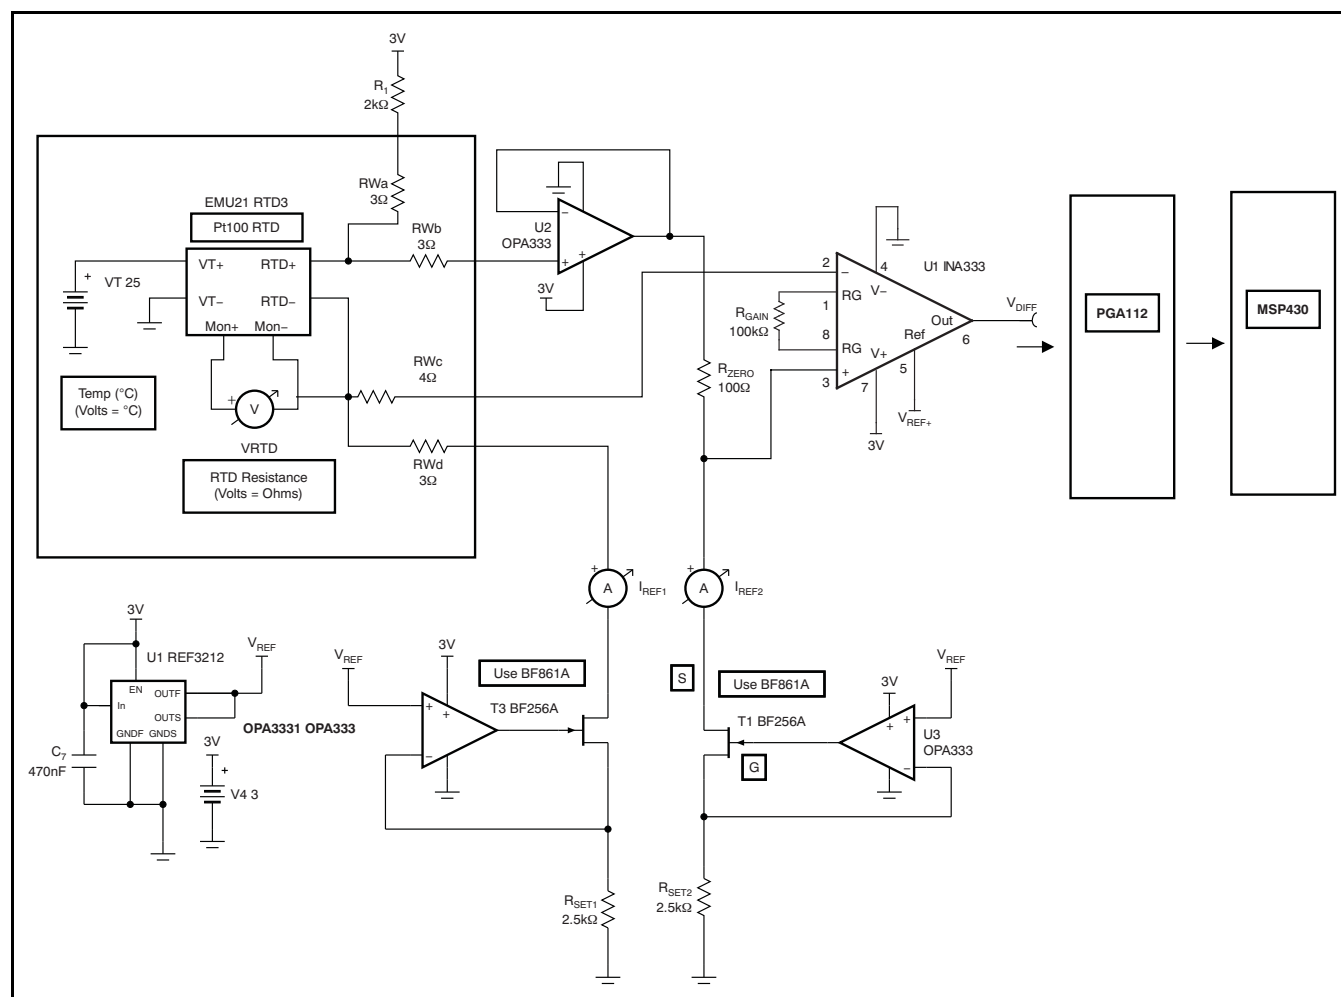 3V
R1
2kΩ
RWa
3Ω
EMU21 RTD3
Pt100 RTD
RWb
3Ω
U2
OPA333
−
+
+
3V
VT+
RTD+
VT−
RTD−
Mon+
Mon−
+
VT 25
Temp (°C)
(Volts = °C)
+
V
VRTD
RTD Resistance
(Volts = Ohms)
RWc
4Ω
RWd
3Ω
RZERO
100Ω
RGAIN
100kΩ
2
−
4
U1 INA333
V−
RG
1
8
RG
V+
Ref
Out
6
+
3
7
5
3V
VREF+
VDIFF
PGA112
MSP430
+
A
IREF1
+
A
IREF2
3V
U1 REF3212
VREF
EN
In
OUTF
OUTS
GNDF
GNDS
C7
470nF
OPA3331 OPA333
3V
+
V4 3
VREF
3V
Use BF861A
T3 BF256A
+
+
−
RSET1
2.5kΩ
S
Use BF861A
T1 BF256A
G
3V
VREF
+
+
−
U3
OPA333
RSET2
2.5kΩ